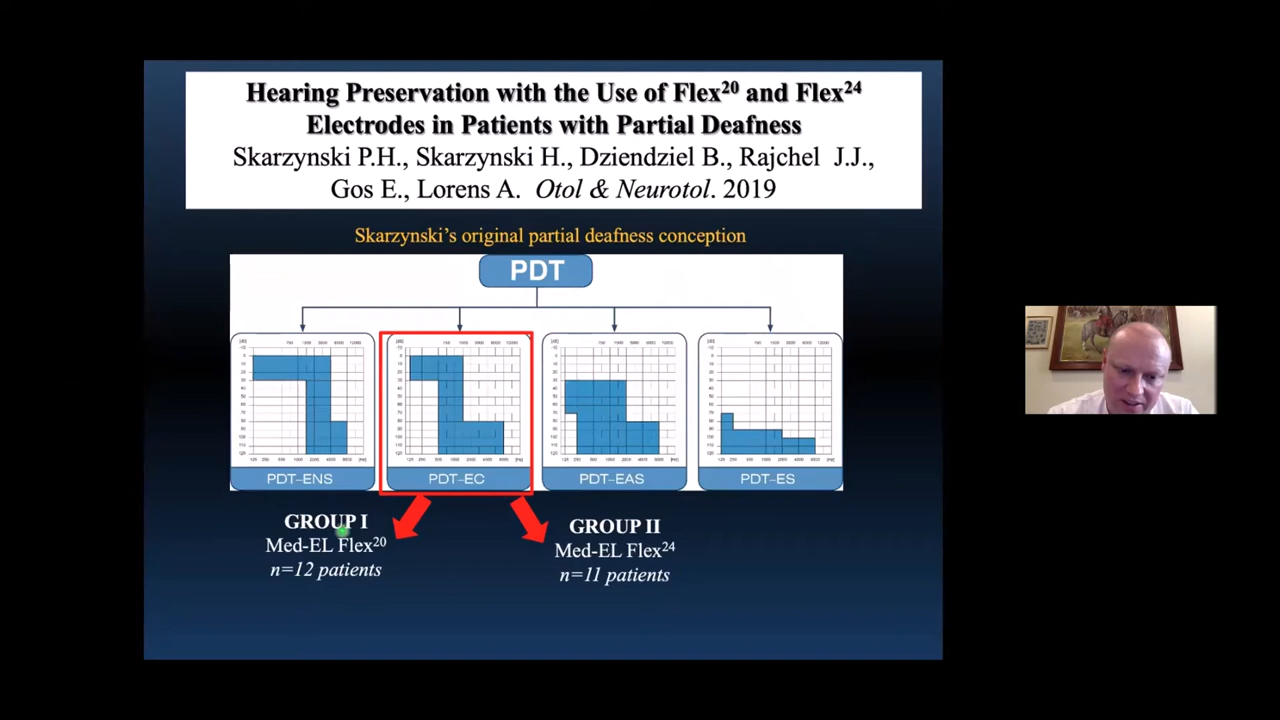 Hearing Preservation with the Use of Flex20 and Flex24
Electrodes in Patients with Partial Deafness
Skarzynski P.H., Skarzynski H., Dziendziel B., Rajchel J.J.,
Gos E., Lorens A. Otol & Neurotol. 2019
Skarzynski's original partial deafness conception
PDT
PDT–ENS
PDT–EC
PDT–EAS
PDT–ES
GROUP I
Med-EL Flex20
n=12 patients
GROUP II
Med-EL Flex24
n=11 patients